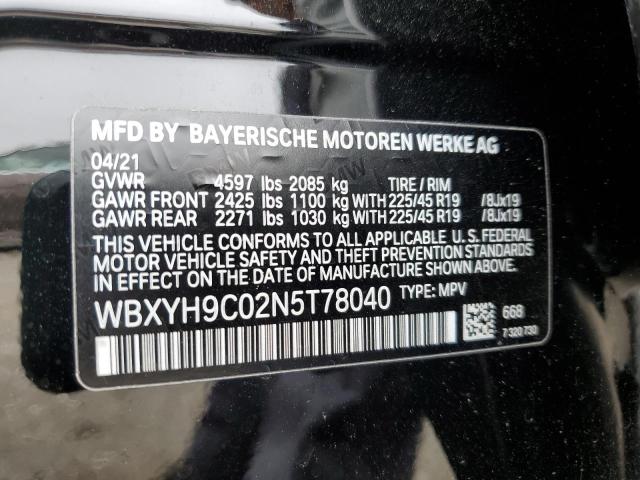 MFD BY BAYERISCHE MOTOREN WERKE AG
04/21
GVWR 4597 lbs 2085 kg TIRE / RIM
GAWR FRONT 2425 lbs 1100 kg WITH 225/45 R19 /8Jx19
GAWR REAR 2271 lbs 1030 kg WITH 225/45 R19 /8Jx19
THIS VEHICLE CONFORMS TO ALL APPLICABLE U.S. FEDERAL
MOTOR VEHICLE SAFETY AND THEFT PREVENTION STANDARDS
IN EFFECT ON THE DATE OF MANUFACTURE SHOWN ABOVE.
WBXYH9C02N5T78040 TYPE: MPV
668
7 320 730